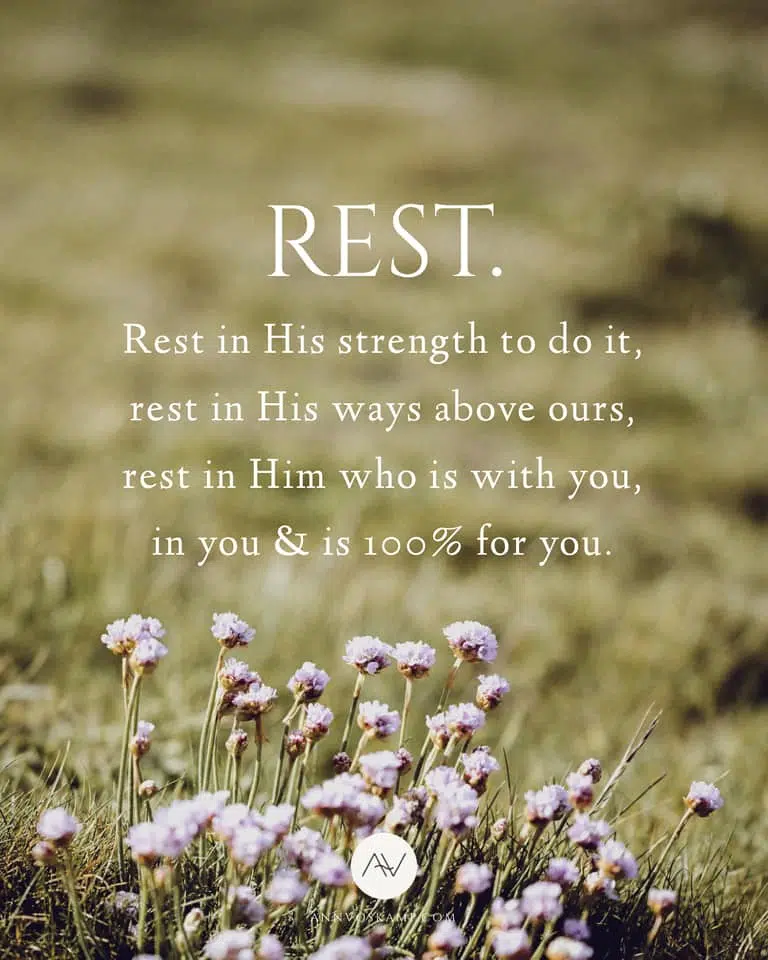 REST.
Rest in His strength to do it,
rest in His ways above ours,
rest in Him who is with you,
in you & is 100% for you.
AV
ANNVOSKAMP.COM